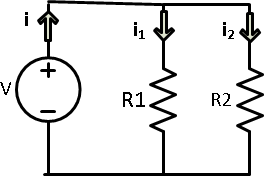 i i₁ i₂
+
V R1 R2
−